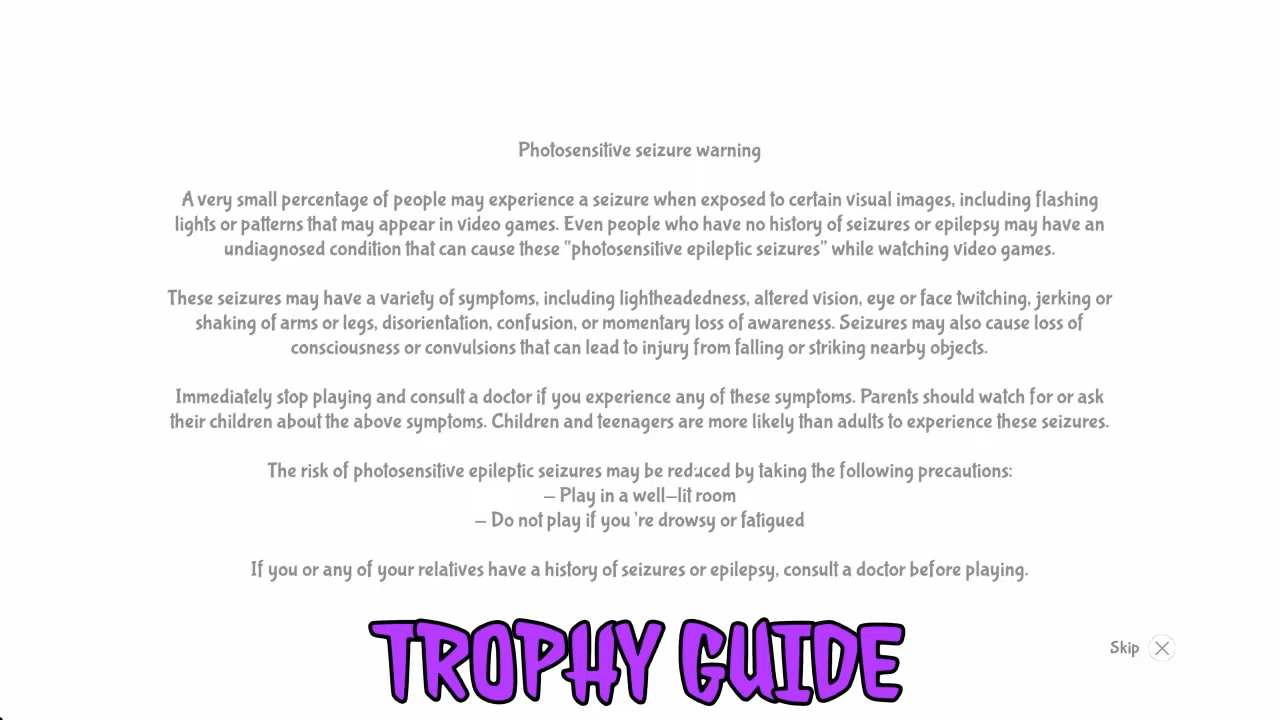 Photosensitive seizure warning
A very small percentage of people may experience a seizure when exposed to certain visual images, including flashing
lights or patterns that may appear in video games. Even people who have no history of seizures or epilepsy may have an
undiagnosed condition that can cause these "photosensitive epileptic seizures" while watching video games.
These seizures may have a variety of symptoms, including lightheadedness, altered vision, eye or face twitching, jerking or
shaking of arms or legs, disorientation, confusion, or momentary loss of awareness. Seizures may also cause loss of
consciousness or convulsions that can lead to injury from falling or striking nearby objects.
Immediately stop playing and consult a doctor if you experience any of these symptoms. Parents should watch for or ask
their children about the above symptoms. Children and teenagers are more likely than adults to experience these seizures.
The risk of photosensitive epileptic seizures may be reduced by taking the following precautions:
– Play in a well–lit room
– Do not play if you 're drowsy or fatigued
If you or any of your relatives have a history of seizures or epilepsy, consult a doctor before playing.
TROPHY GUIDE
Skip